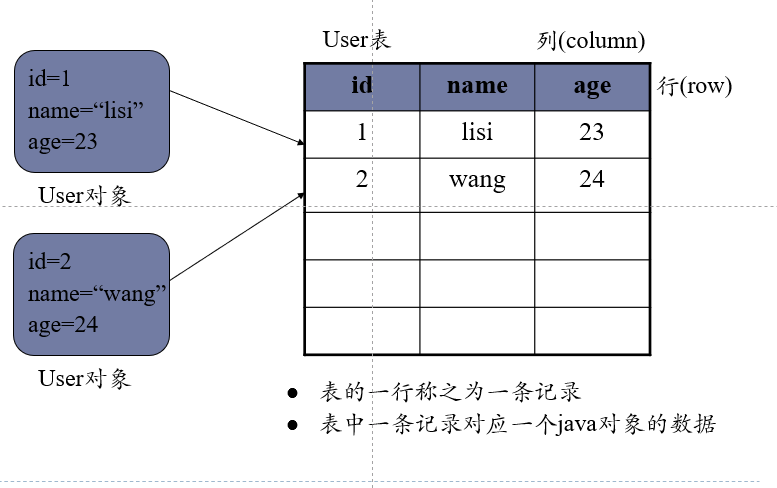 User表
列(column)
id=1
name=“lisi”
age=23
User对象
id name age
行(row)
1 lisi 23
2 wang 24
id=2
name=“wang”
age=24
User对象
● 表的一行称之为一条记录
● 表中一条记录对应一个java对象的数据